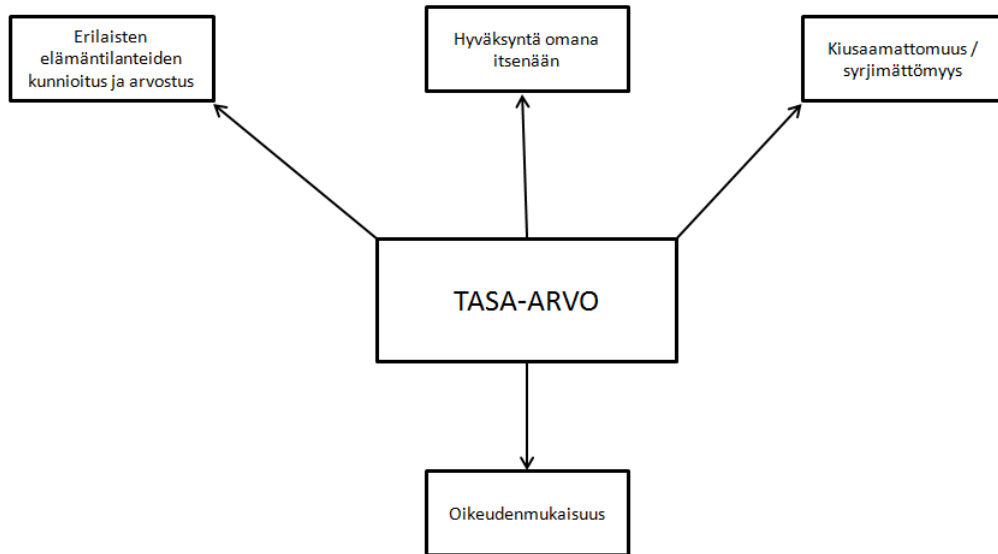 Erilaisten
elämäntilanteiden
kunnioitus ja arvostus
Hyväksyntä omana
itsenään
Kiusaamattomuus /
syrjimättömyys
TASA-ARVO
Oikeudenmukaisuus